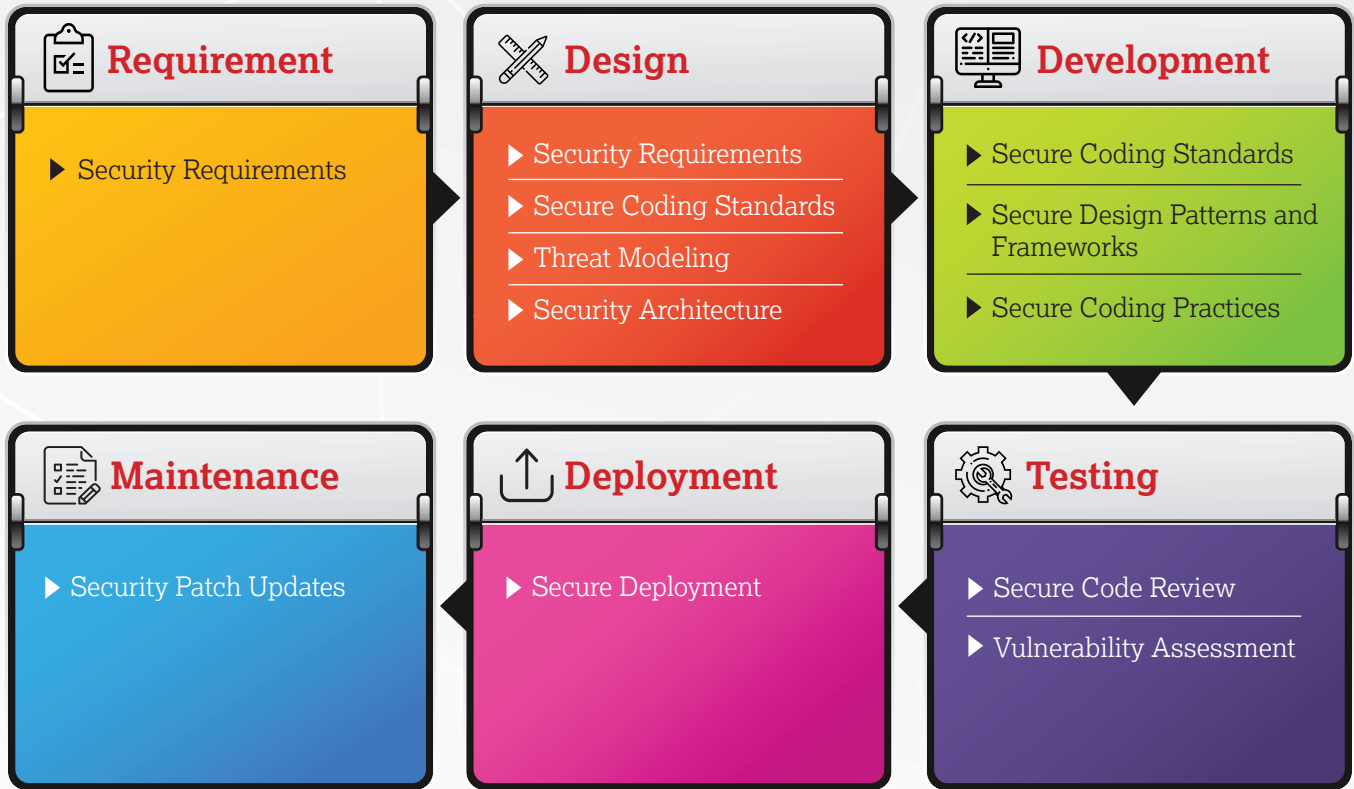 Requirement
Security Requirements
Design
Security Requirements
Secure Coding Standards
Threat Modeling
Security Architecture
Development
Secure Coding Standards
Secure Design Patterns and
Frameworks
Secure Coding Practices
Testing
Secure Code Review
Vulnerability Assessment
Deployment
Secure Deployment
Maintenance
Security Patch Updates